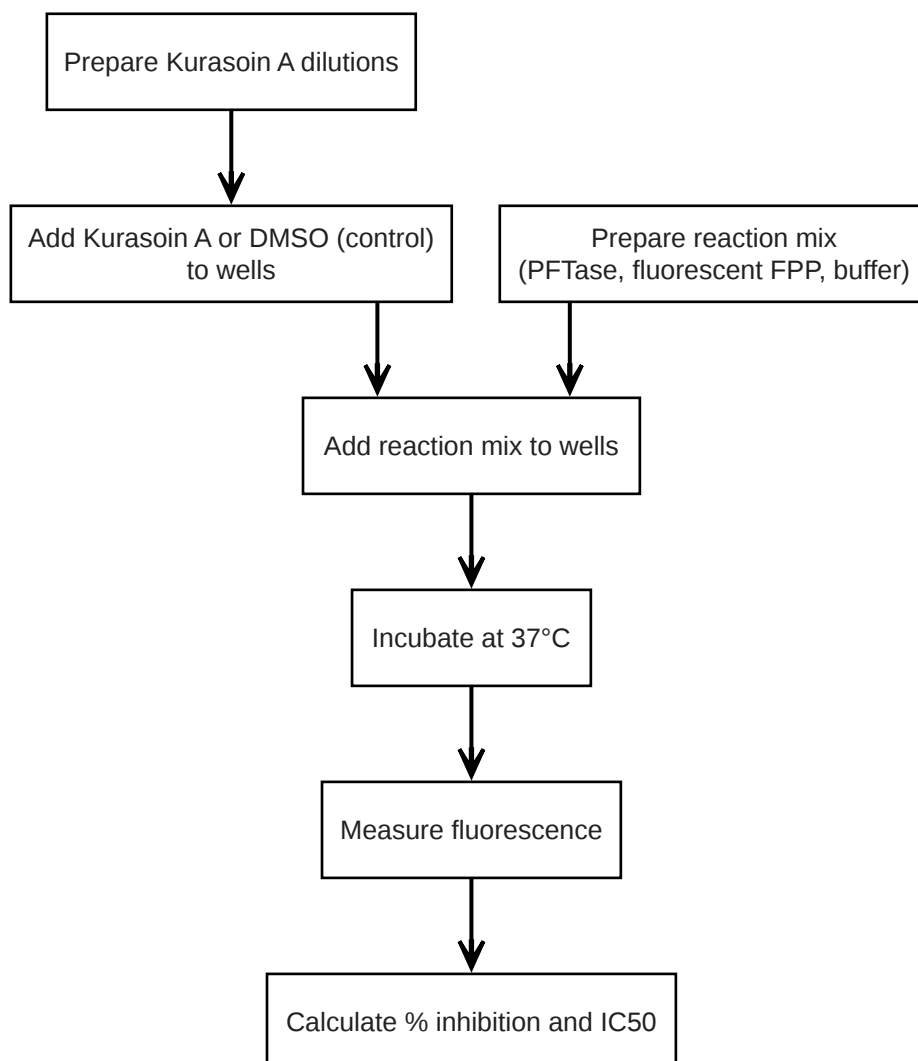 Prepare Kurasoin A dilutions
Add Kurasoin A or DMSO (control)
to wells
Prepare reaction mix
(PFTase, fluorescent FPP, buffer)
Add reaction mix to wells
Incubate at 37°C
Measure fluorescence
Calculate % inhibition and IC50